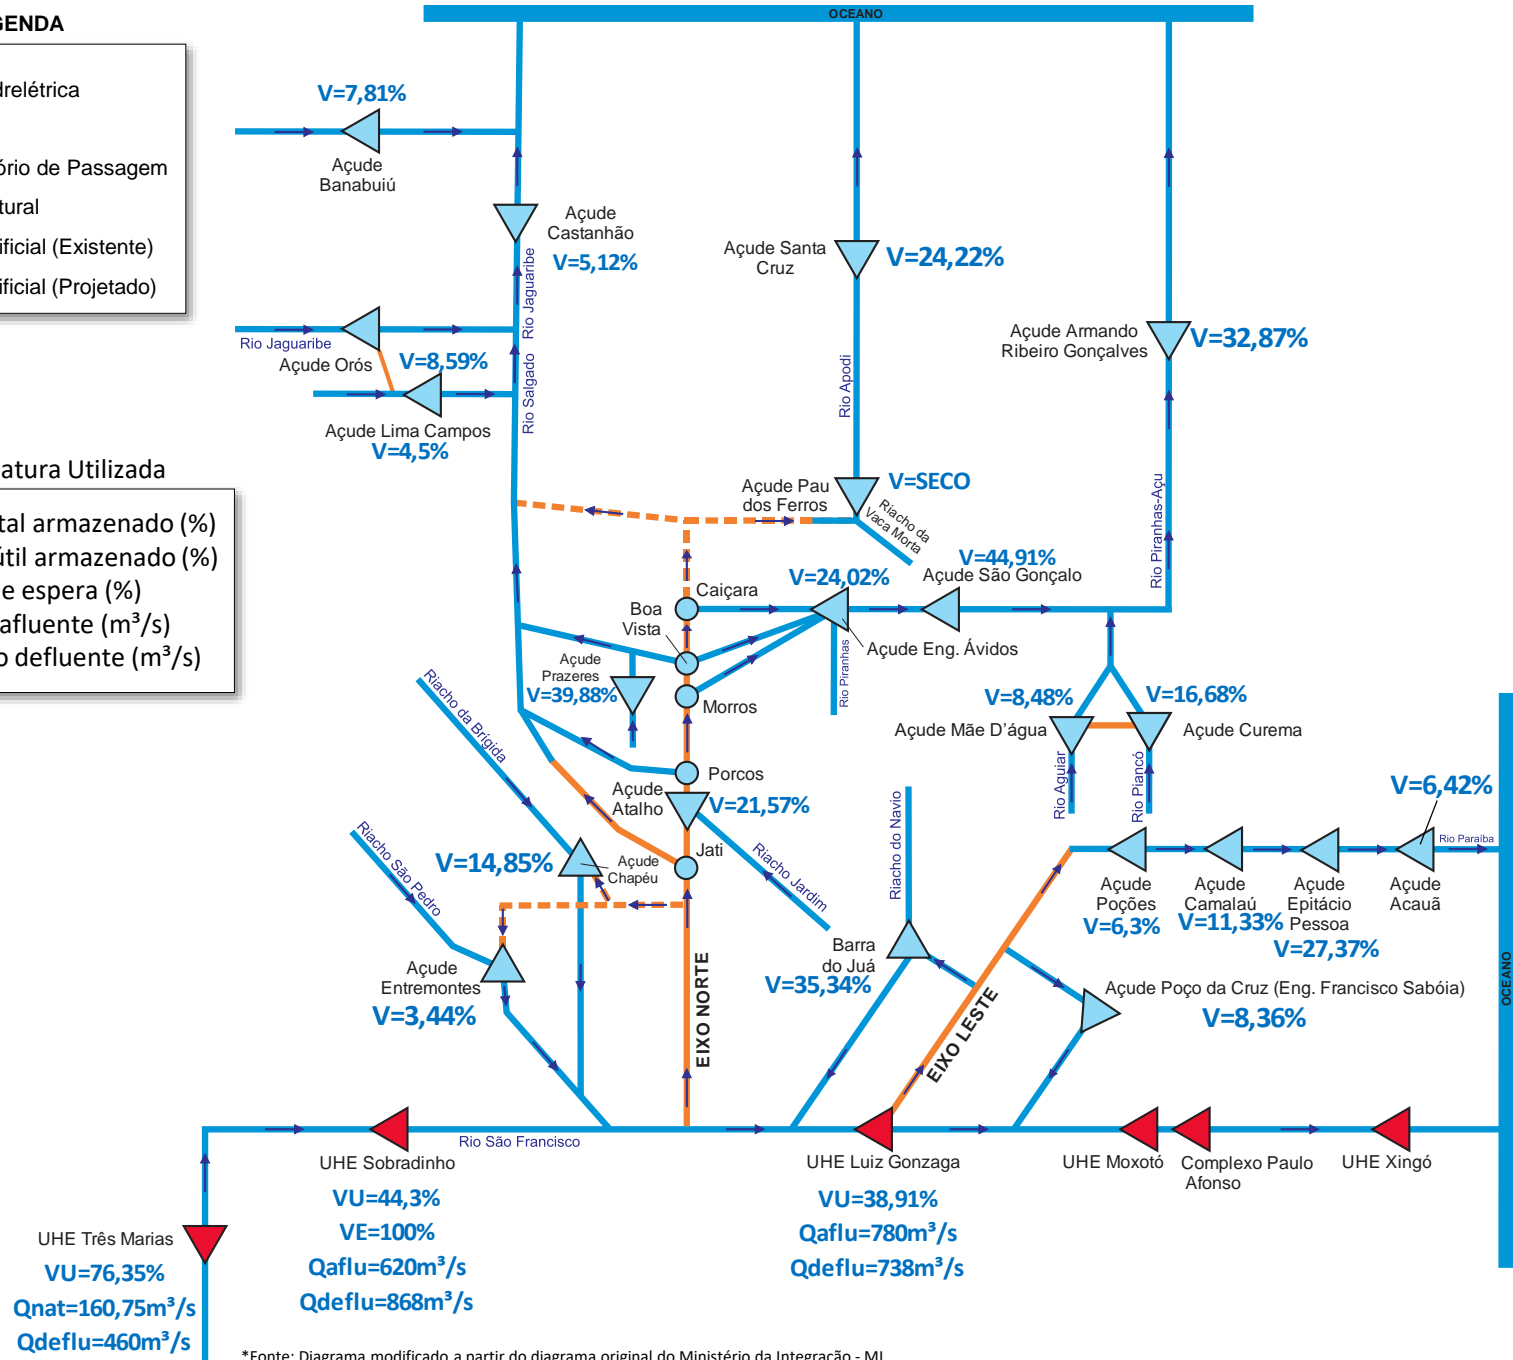 OCEANO
GENDA
drelétrica
ório de Passagem
tural
ificial (Existente)
ificial (Projetado)
V=7,81%
Açude
Banabuiú
Açude
Castanhão
V=5,12%
Rio Jaguaribe
Açude Santa
Cruz
V=24,22%
Açude Armando
Ribeiro Gonçalves
V=32,87%
Rio Jaguaribe
Açude Orós
V=8,59%
Rio Salgado
Rio Apodi
Açude Lima Campos
V=4,5%
atura Utilizada
tal armazenado (%)
útil armazenado (%)
e espera (%)
afluente (m³/s)
o defluente (m³/s)
Açude Pau
dos Ferros
V=SECO
Riacho da
Vaca Morta
Rio Piranhas-Açu
V=44,91%
Açude São Gonçalo
V=24,02%
Caiçara
Boa
Vista
Açude Eng. Ávidos
Rio Piranhas
Açude
Prazeres
V=39,88%
Morros
Riacho da Brígida
V=8,48%
V=16,68%
Açude Mãe D’água
Açude Curema
Porcos
Açude
Atalho
V=21,57%
Rio Aguiar
Rio Piancó
V=6,42%
Riacho do Navio
Rio Paraíba
Riacho São Pedro
V=14,85%
Açude
Chapéu
Jati
Riacho Jardim
Açude
Poções
V=6,3%
Açude
Camalaú
V=11,33%
Açude
Epitácio
Pessoa
V=27,37%
Açude
Acauã
Açude
Entremontes
V=3,44%
Barra
do Juá
V=35,34%
EIXO NORTE
EIXO LESTE
Açude Poço da Cruz (Eng. Francisco Sabóia)
V=8,36%
OCEANO
Rio São Francisco
UHE Sobradinho
VU=44,3%
VE=100%
Qaflu=620m³/s
Qdeflu=868m³/s
UHE Luiz Gonzaga
VU=38,91%
Qaflu=780m³/s
Qdeflu=738m³/s
UHE Moxotó
Complexo Paulo
Afonso
UHE Xingó
UHE Três Marias
VU=76,35%
Qnat=160,75m³/s
Qdeflu=460m³/s
*Fonte: Diagrama modificado a partir do diagrama original do Ministério da Integração - MI